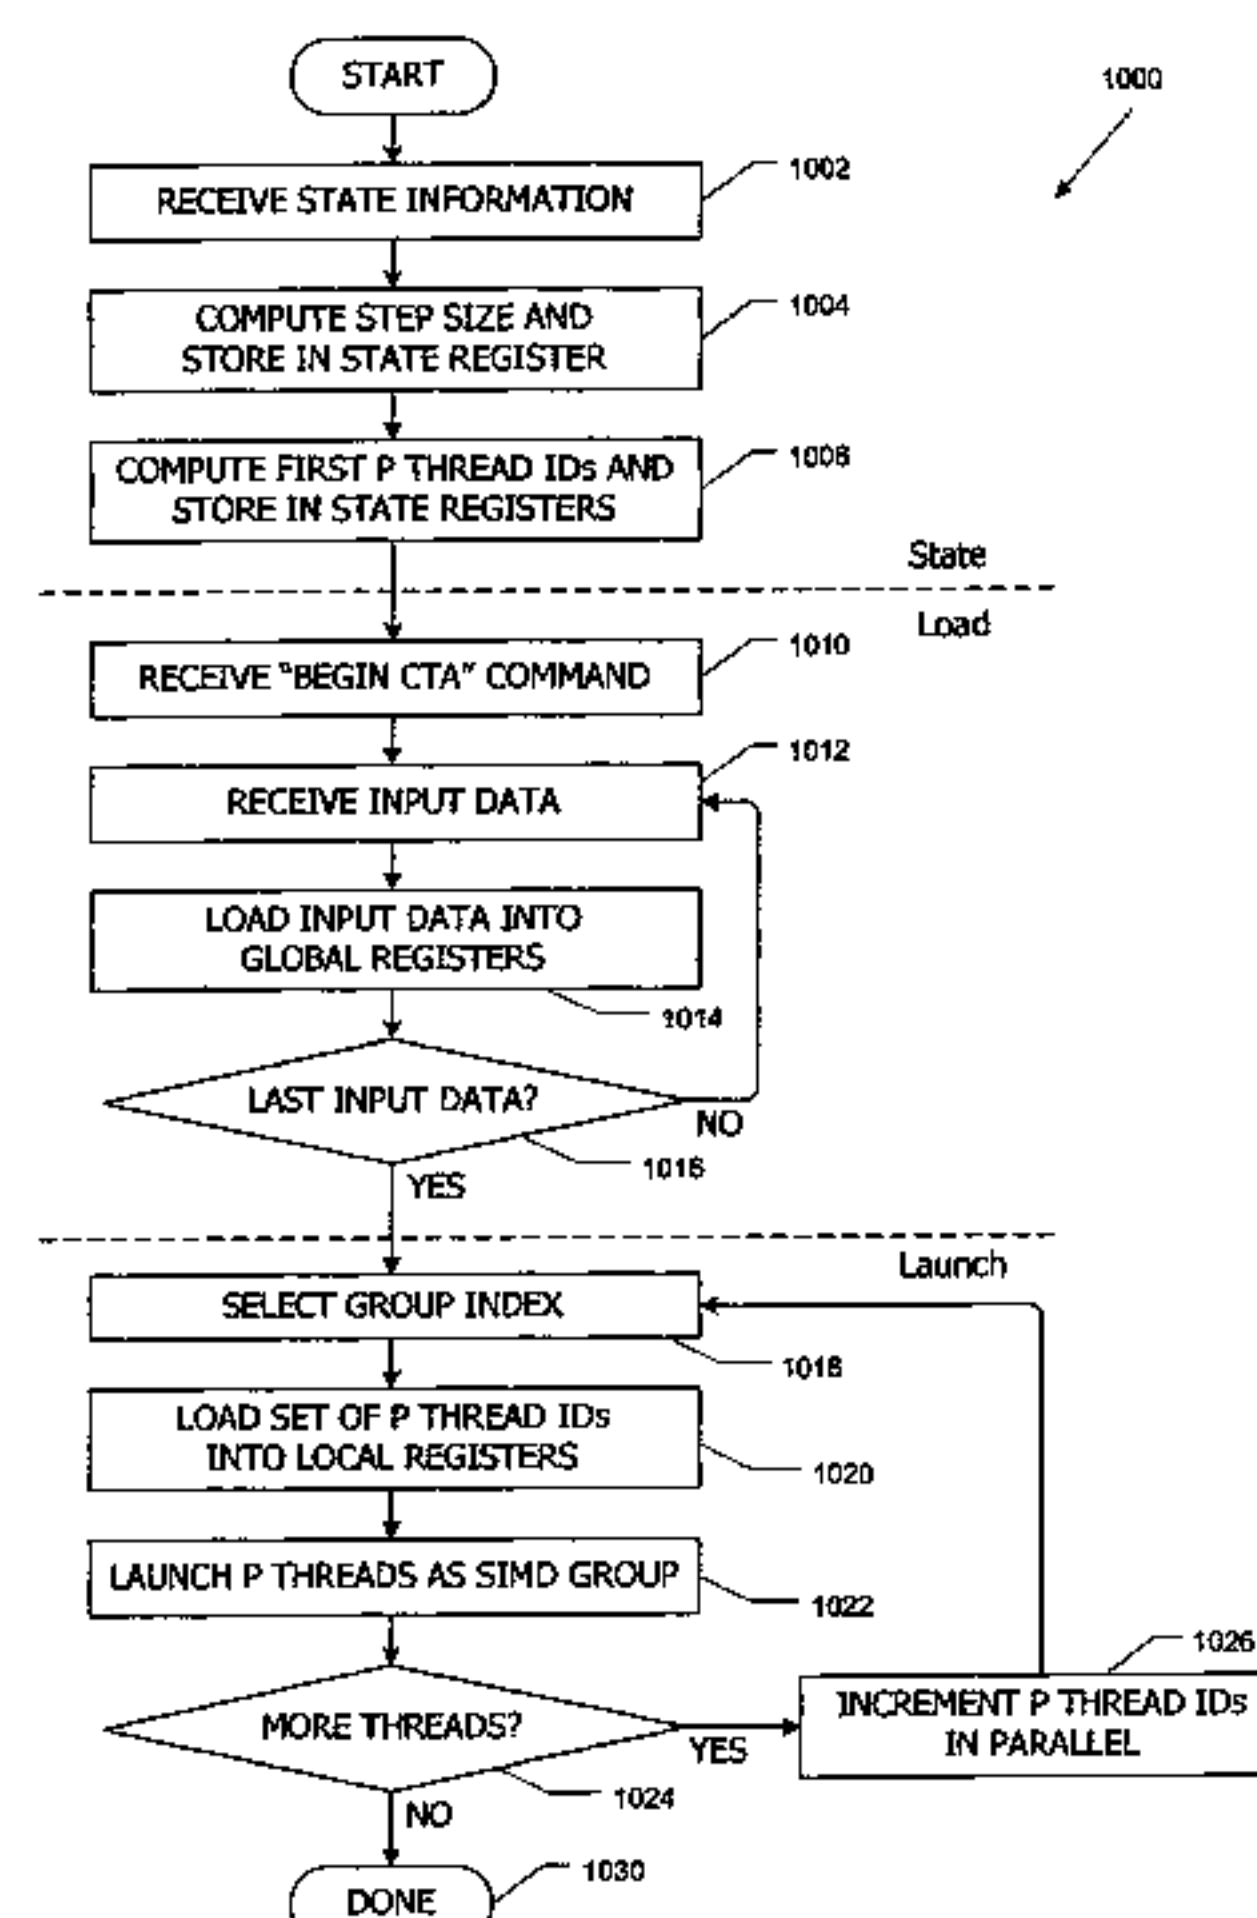 START
1000
1002
RECEIVE STATE INFORMATION
1004
COMPUTE STEP SIZE AND
STORE IN STATE REGISTER
1008
COMPUTE FIRST P THREAD IDs AND
STORE IN STATE REGISTERS
State
Load
1010
RECEIVE "BEGIN CTA" COMMAND
1012
RECEIVE INPUT DATA
LOAD INPUT DATA INTO
GLOBAL REGISTERS
1014
LAST INPUT DATA?
NO
1016
YES
Launch
SELECT GROUP INDEX
1018
LOAD SET OF P THREAD IDs
INTO LOCAL REGISTERS
1020
LAUNCH P THREADS AS SIMD GROUP
1022
1026
INCREMENT P THREAD IDs
IN PARALLEL
MORE THREADS?
YES
1024
NO
1030
DONE